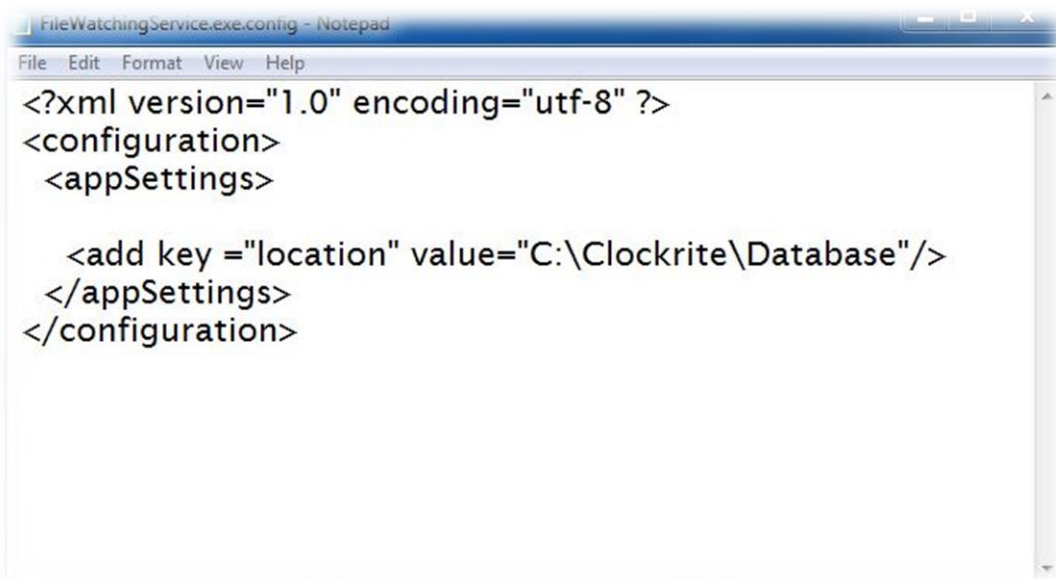 FileWatchingService.exe.config - Notepad
File Edit Format View Help
<?xml version="1.0" encoding="utf-8" ?>
<configuration>
<appSettings>
<add key ="location" value="C:\Clockrite\Database"/>
</appSettings>
</configuration>